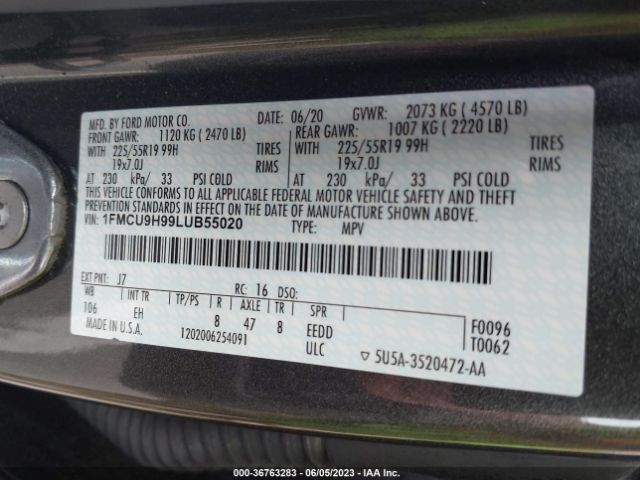 MFD. BY FORD MOTOR CO. DATE: 06/20 GVWR: 2073 KG ( 4570 LB)
FRONT GAWR: 1120 KG ( 2470 LB) REAR GAWR: 1007 KG ( 2220 LB)
WITH 225/55R19 99H TIRES WITH 225/55R19 99H TIRES
19x7.0J RIMS 19x7.0J RIMS
AT 230 kPa/ 33 PSI COLD AT 230 kPa/ 33 PSI COLD
THIS VEHICLE CONFORMS TO ALL APPLICABLE FEDERAL MOTOR VEHICLE SAFETY AND THEFT
PREVENTION STANDARDS IN EFFECT ON THE DATE OF MANUFACTURE SHOWN ABOVE.
VIN: 1FMCU9H99LUB55020 TYPE: MPV
EXT PNT: J7 RC: 16 DSO:
WB INT TR TP/PS R AXLE TR SPR
106 EH 8 47 8 EEDD F0096
MADE IN U.S.A. 1202006254091 ULC T0062
▽ 5U5A-3520472-AA
000-36763283 - 06/05/2023 - IAA Inc.